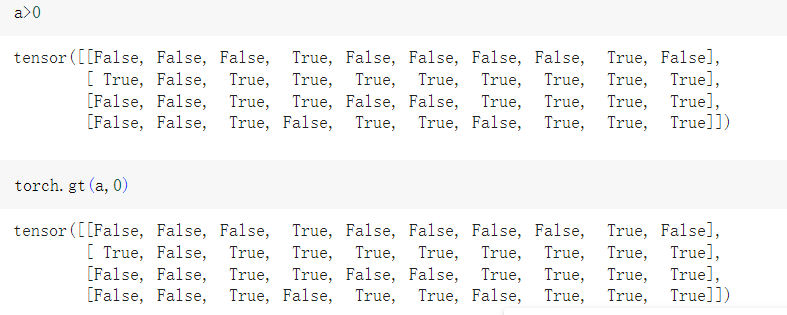 a>0
tensor([[False, False, False,  True, False, False, False, False,  True, False],
        [ True, False,  True,  True,  True,  True,  True,  True,  True,  True],
        [False, False,  True,  True, False, False,  True,  True,  True,  True],
        [False, False,  True, False,  True,  True, False,  True,  True,  True]])
torch.gt(a,0)
tensor([[False, False, False,  True, False, False, False, False,  True, False],
        [ True, False,  True,  True,  True,  True,  True,  True,  True,  True],
        [False, False,  True,  True, False, False,  True,  True,  True,  True],
        [False, False,  True, False,  True,  True, False,  True,  True,  True]])